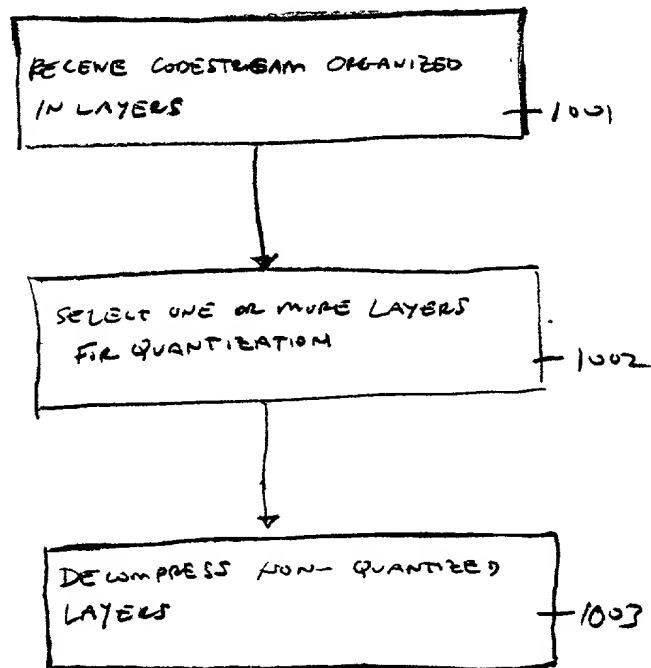 RECEIVE CODESTREAM ORGANIZED
IN LAYERS
1001
SELECT ONE OR MORE LAYERS
FOR QUANTIZATION
1002
DECOMPRESS NON- QUANTIZED
LAYERS
1003